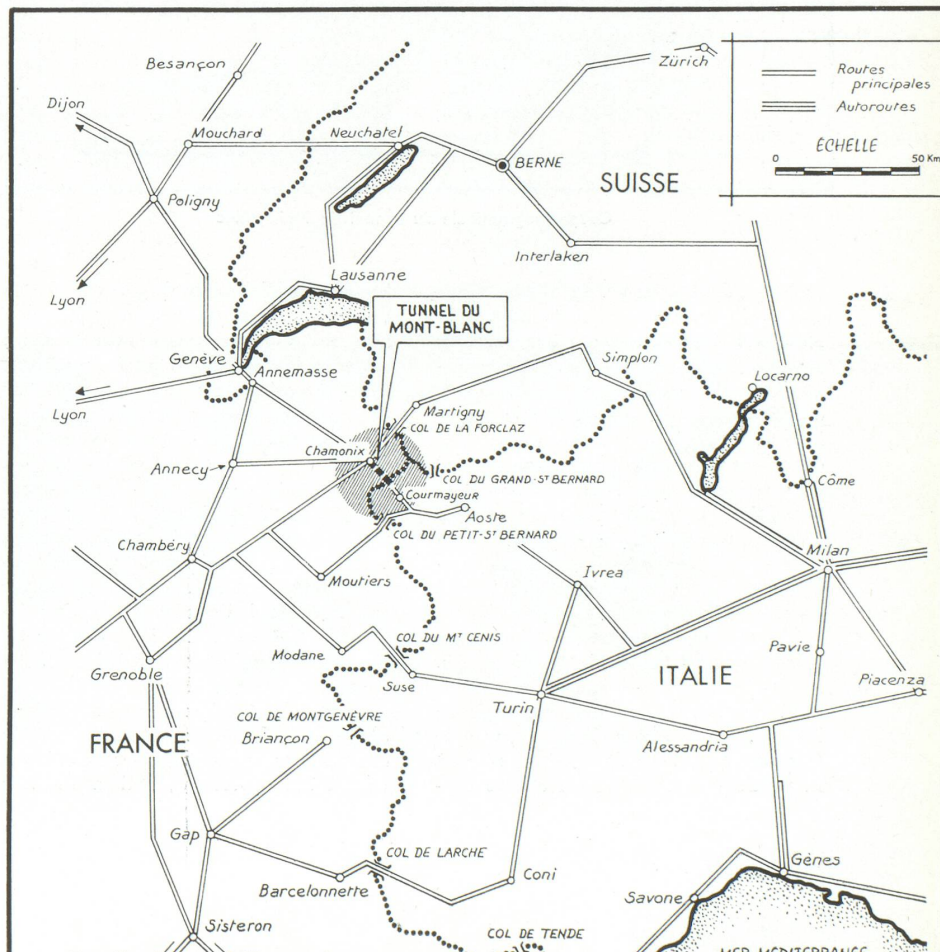 Besançon
Zürich
Routes
principales
Autoroutes
ÉCHELLE
0 50 Km
Dijon
Mouchard
Neuchatel
BERNE
SUISSE
Poligny
Interlaken
Lyon
Lausanne
TUNNEL DU
MONT-BLANC
Genève
Annemasse
Simplon
Locarno
Lyon
Martigny
COL DE LA FORCLAZ
Chamonix
Annecy
COL DU GRAND-ST BERNARD
Côme
Courmayeur
Aoste
COL DU PETIT-ST BERNARD
Chambéry
Milan
Moutiers
Ivrea
COL DU MT CENIS
Modane
Pavie
Grenoble
Suse
ITALIE
Piacenza
Turin
COL DE MONTGENÈVRE
Briançon
FRANCE
Alessandria
Gap
COL DE LARCHE
Gènes
Barcelonnette
Coni
Savone
Sisteron
COL DE TENDE
MER MÉDITERRANÉE